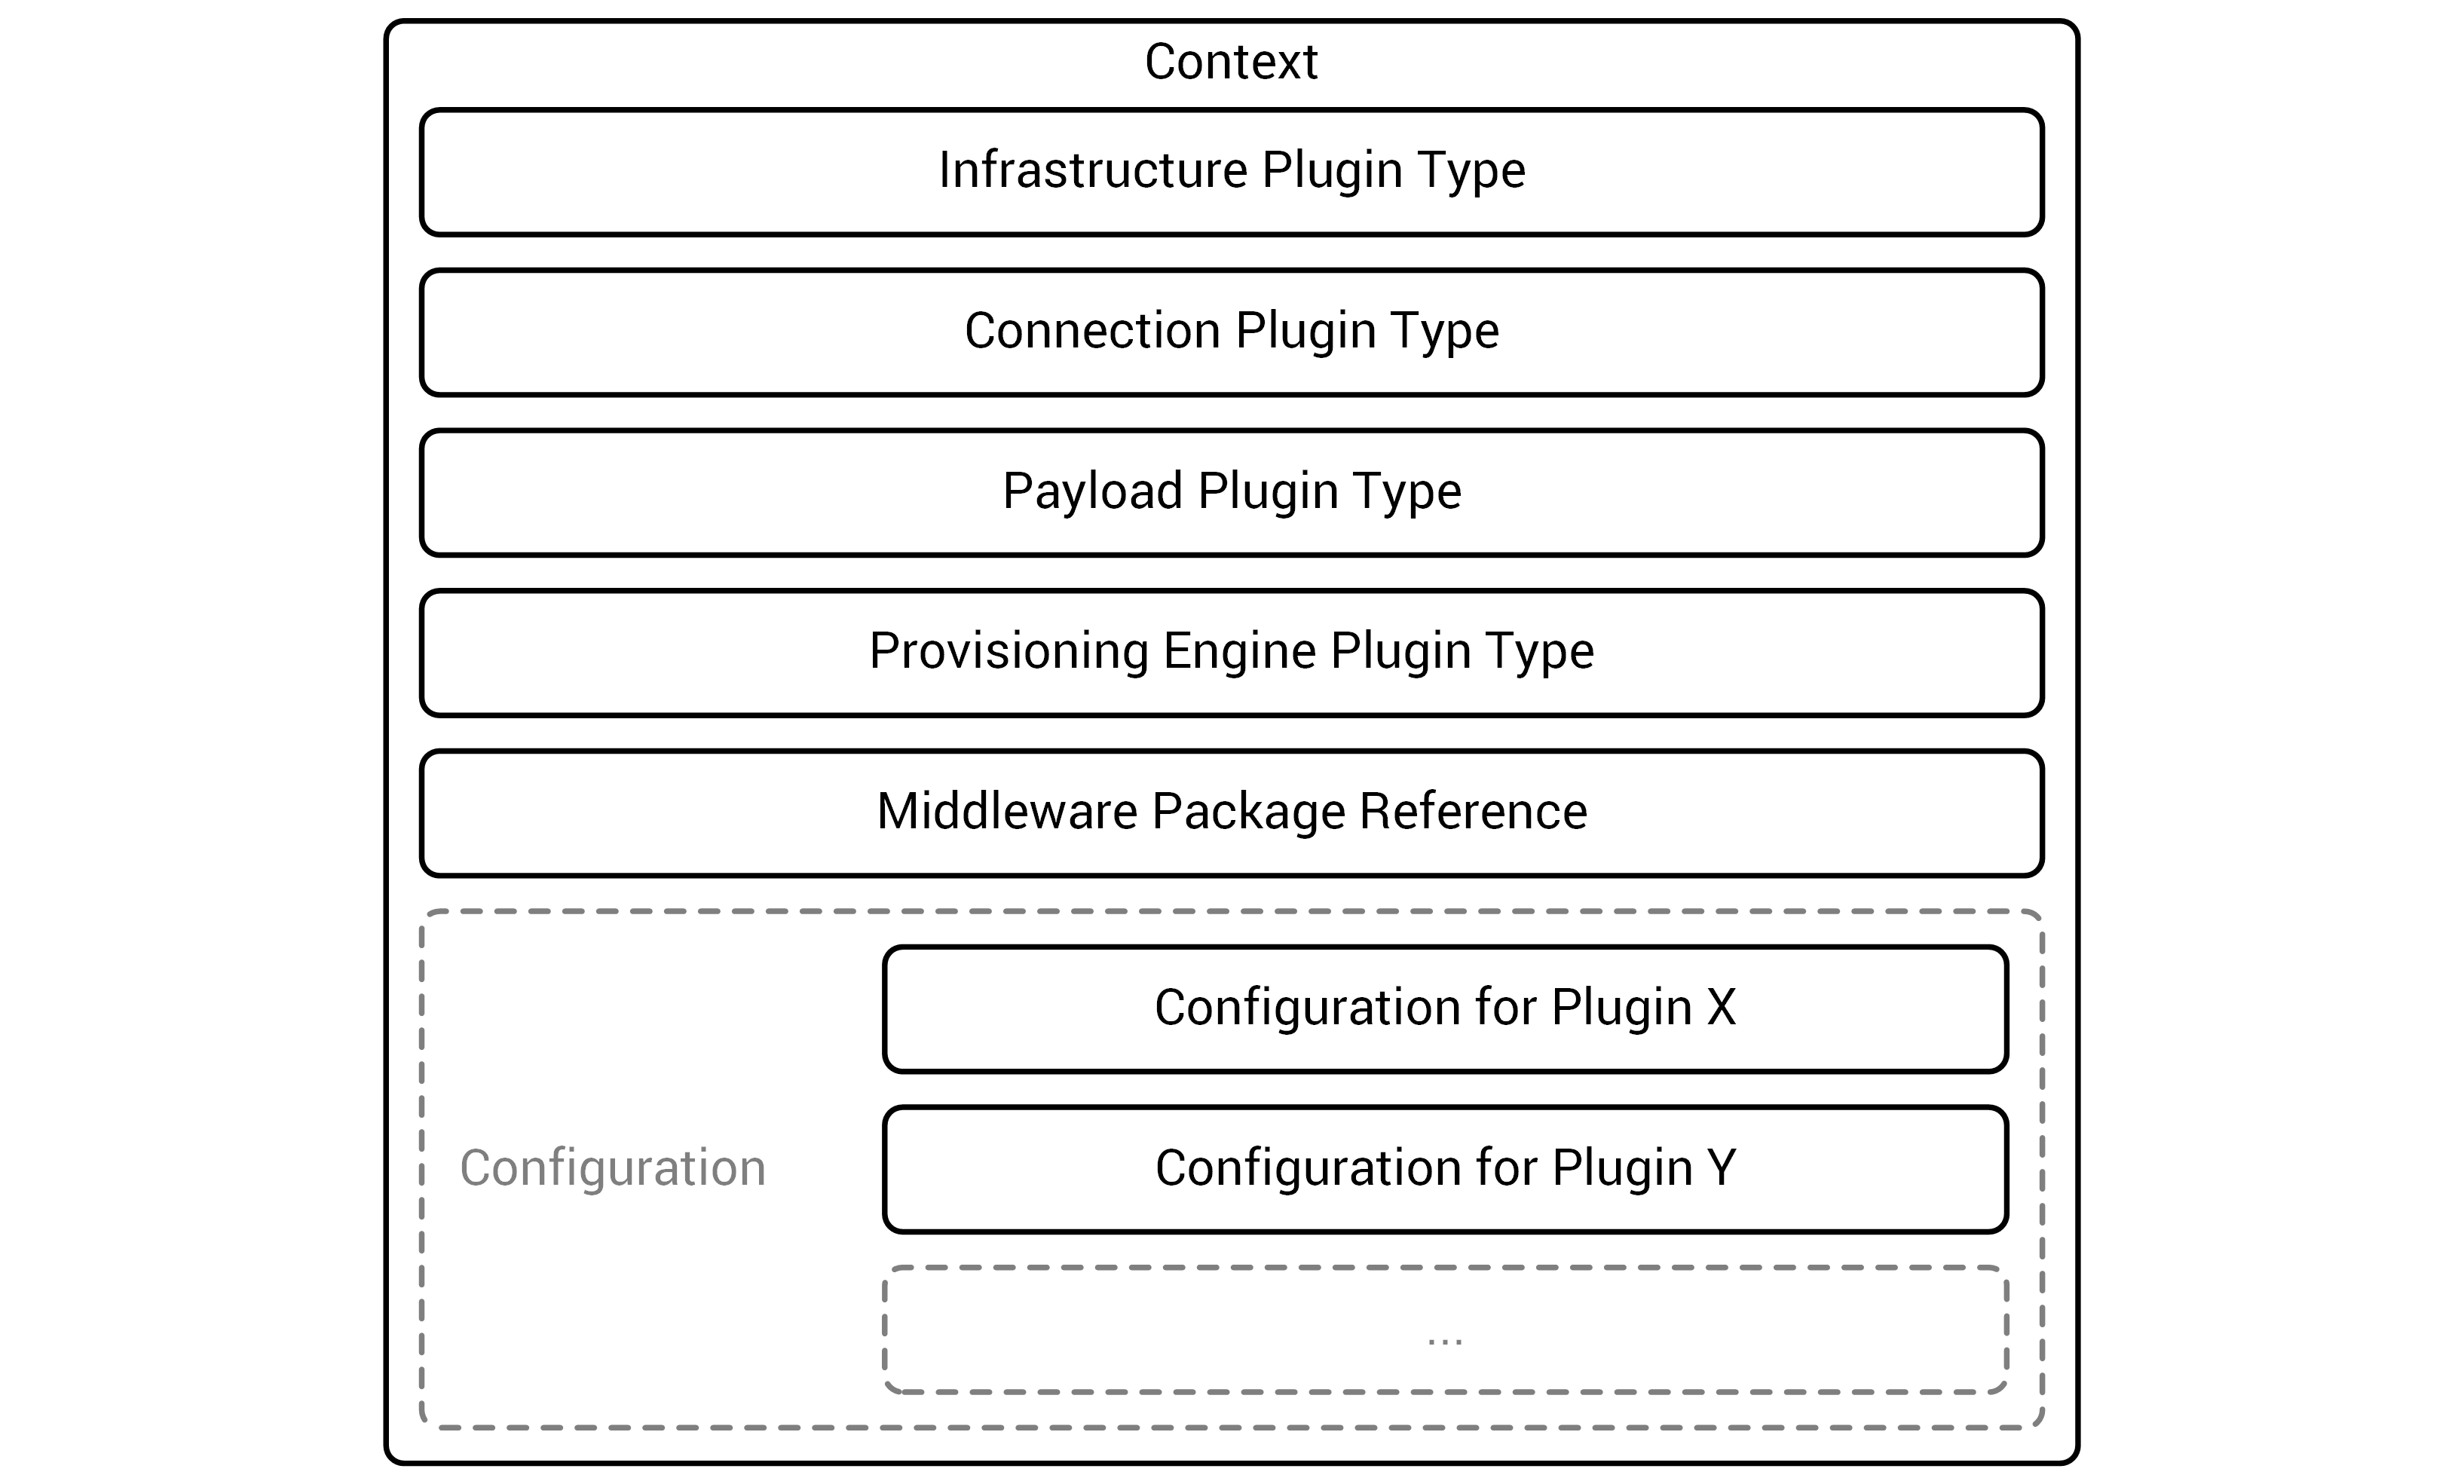 Context
Infrastructure Plugin Type
Connection Plugin Type
Payload Plugin Type
Provisioning Engine Plugin Type
Middleware Package Reference
Configuration for Plugin X
Configuration
Configuration for Plugin Y
...